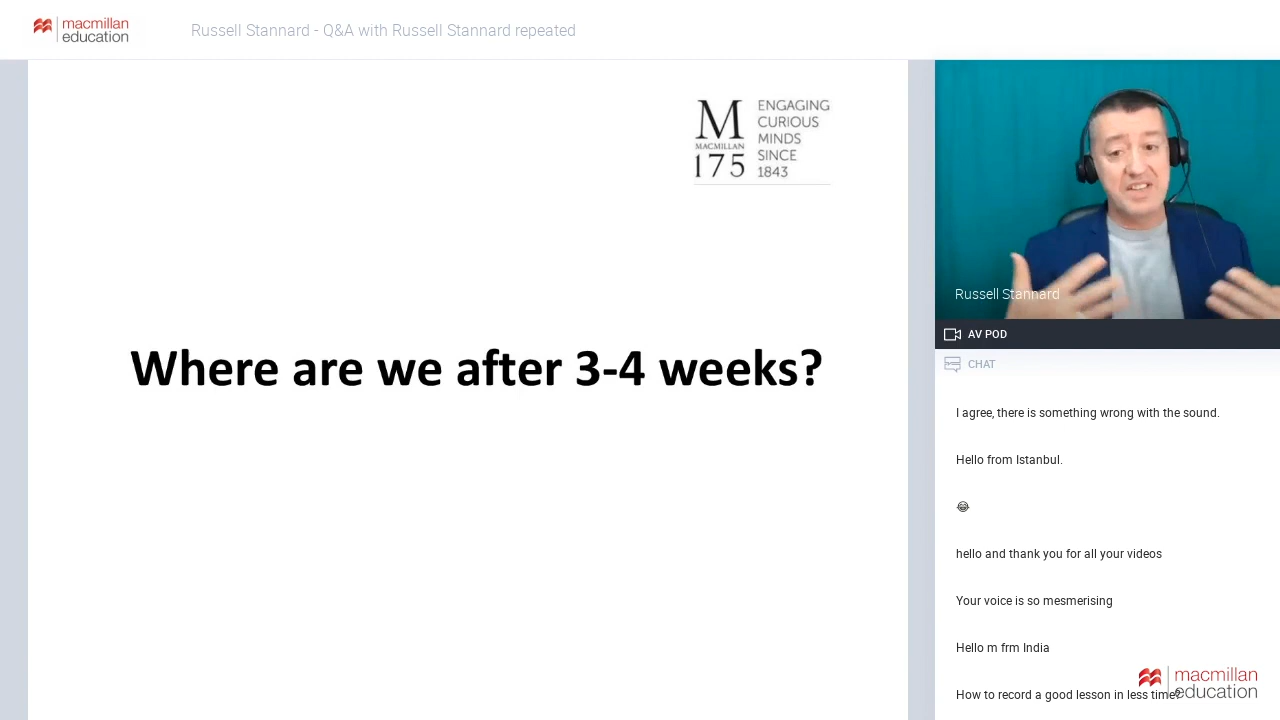 macmillan
education
Russell Stannard - Q&A with Russell Stannard repeated
M
MACMILLAN
175
ENGAGING
CURIOUS
MINDS
SINCE
1843
Where are we after 3-4 weeks?
Russell Stannard
AV POD
CHAT
I agree, there is something wrong with the sound.
Hello from Istanbul.
😂
hello and thank you for all your videos
Your voice is so mesmerising
Hello m frm India
How to record a good lesson in less time?
macmillan
education